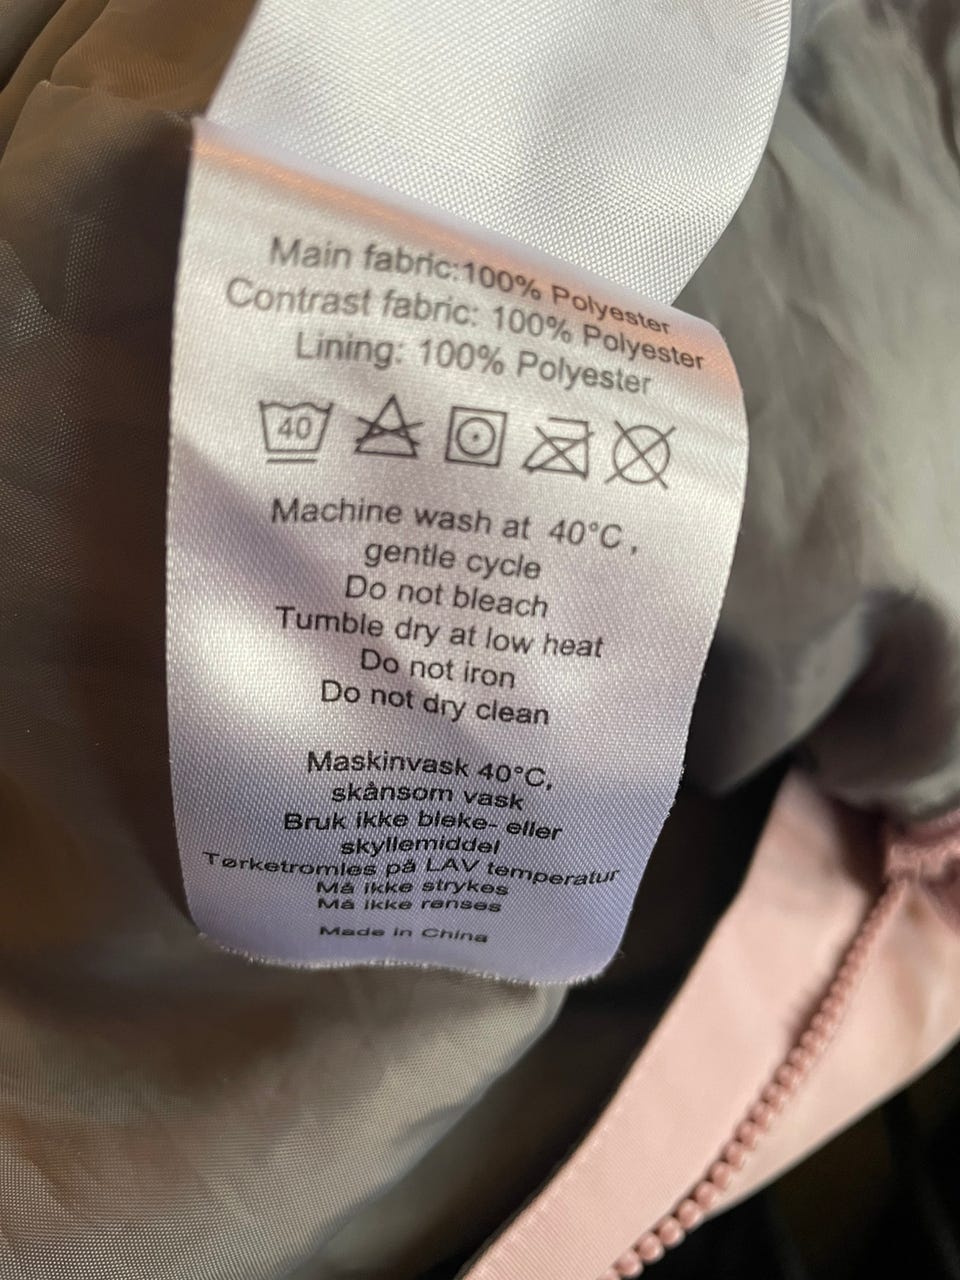 Main fabric:100% Polyester
Contrast fabric: 100% Polyester
Lining: 100% Polyester
40
Machine wash at 40°C,
gentle cycle
Do not bleach
Tumble dry at low heat
Do not iron
Do not dry clean
Maskinvask 40°C,
skånsom vask
Bruk ikke bleke- eller
skyllemiddel
Tørketromles på LAV temperatur
Må ikke strykes
Må ikke renses
Made in China